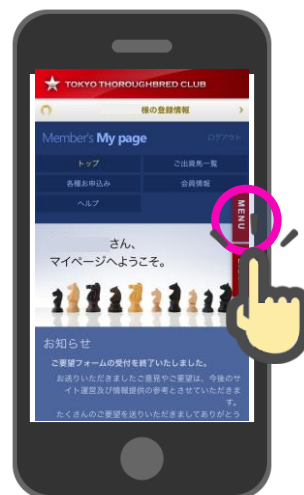 TOKYO THOROUGHBRED CLUB
様の登録情報
Member's My page
ログアウト
トップ
ご出資馬一覧
各種お申込み
会員情報
ヘルプ
MENU
さん、
マイページへようこそ。
お知らせ
ご要望フォームの受付を終了いたしました。
お送りいただきましたご意見やご要望は、今後のサ
イト運営及び情報提供の参考とさせていただきま
す。
たくさんのご要望を送りいただきましてありがとう